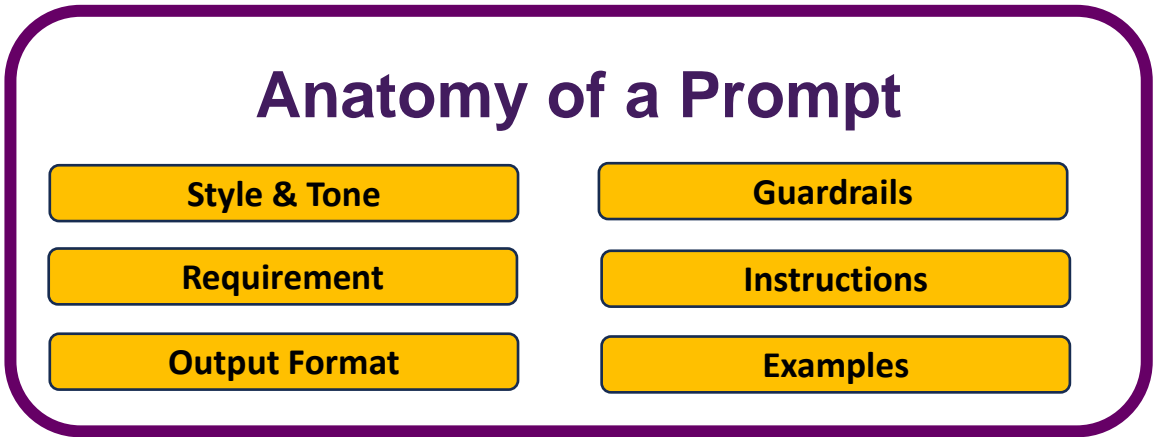 Anatomy of a Prompt
Style & Tone
Guardrails
Requirement
Instructions
Output Format
Examples